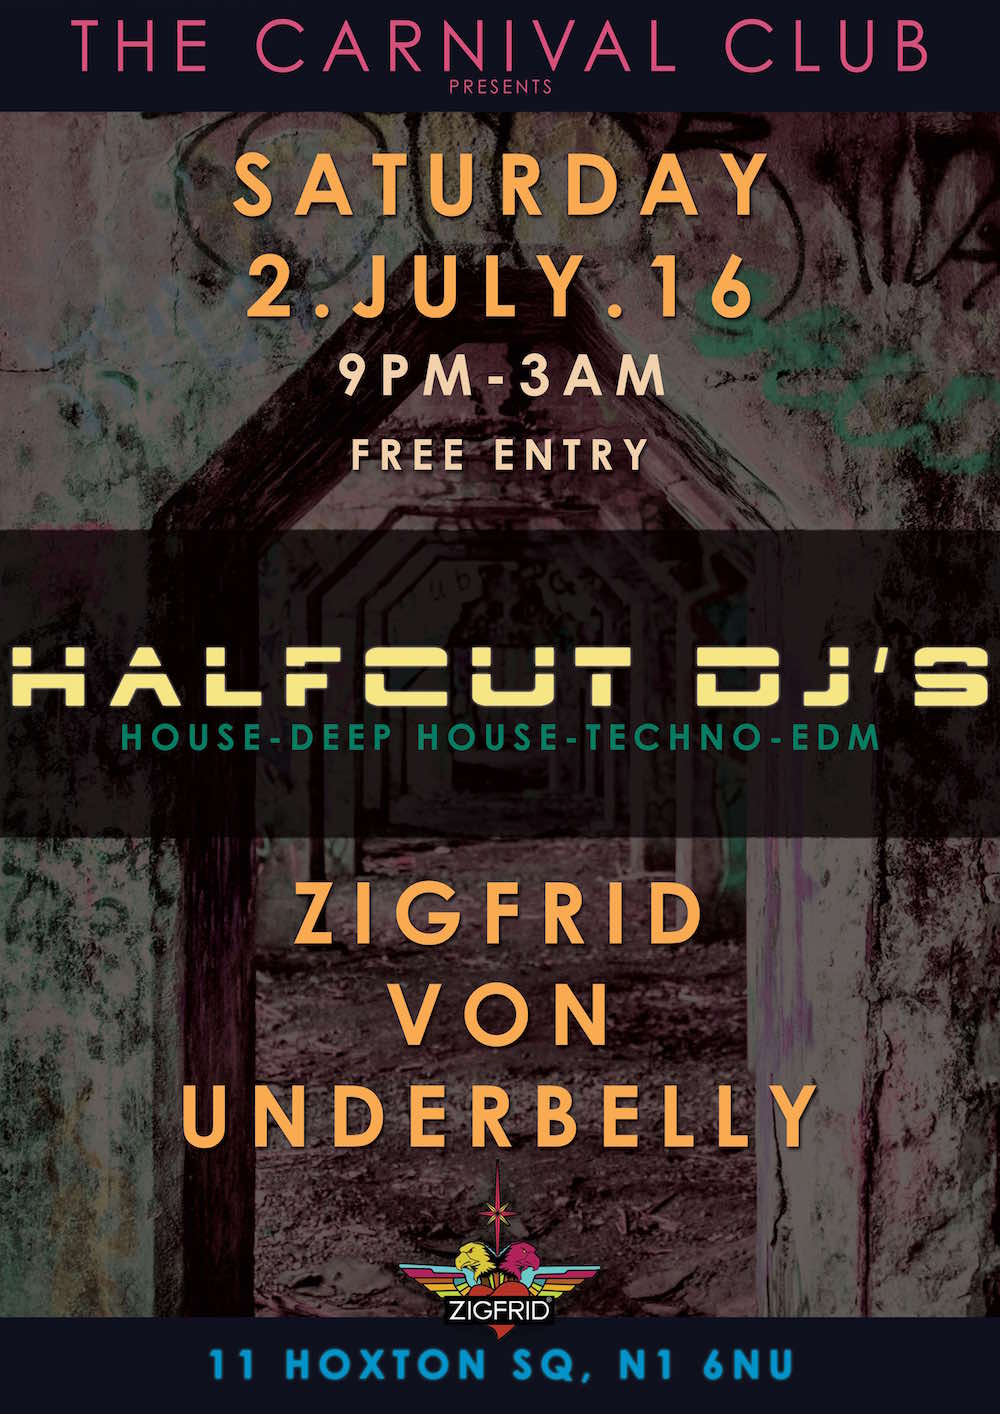 THE CARNIVAL CLUB
PRESENTS
SATURDAY
2.JULY.16
9PM-3AM
FREE ENTRY
HALFCUT DJ'S
HOUSE-DEEP HOUSE-TECHNO-EDM
ZIGFRID
VON
UNDERBELLY
ZIGFRID®
11 HOXTON SQ, N1 6NU